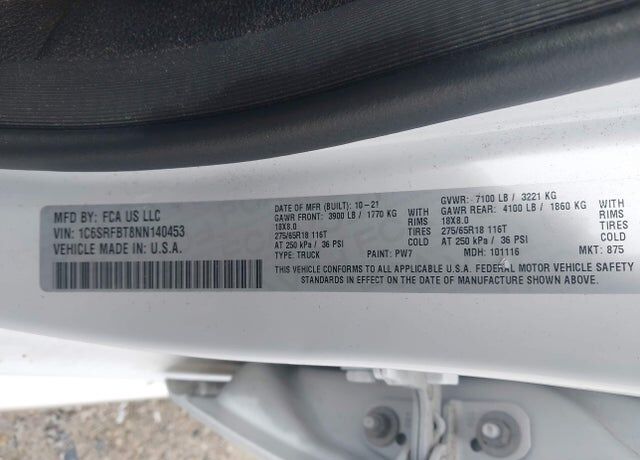 MFD BY: FCA US LLC
VIN: 1C6SRFBT8NN140453
VEHICLE MADE IN U.S.A.
DATE OF MFR (BUILT): 10-21
GAWR FRONT: 3900 LB / 1770 KG WITH
18X8.0 RIMS
275/65R18 116T TIRES
AT 250 kPa / 36 PSI COLD
TYPE: TRUCK PAINT: PW7
GVWR: 7100 LB / 3221 KG
GAWR REAR: 4100 LB / 1860 KG WITH
18X8.0 RIMS
275/65R18 116T TIRES
AT 250 kPa / 36 PSI COLD
MDH: 101116 MKT: 875
THIS VEHICLE CONFORMS TO ALL APPLICABLE U.S.A. FEDERAL MOTOR VEHICLE SAFETY
STANDARDS IN EFFECT ON THE DATE OF MANUFACTURE SHOWN ABOVE.